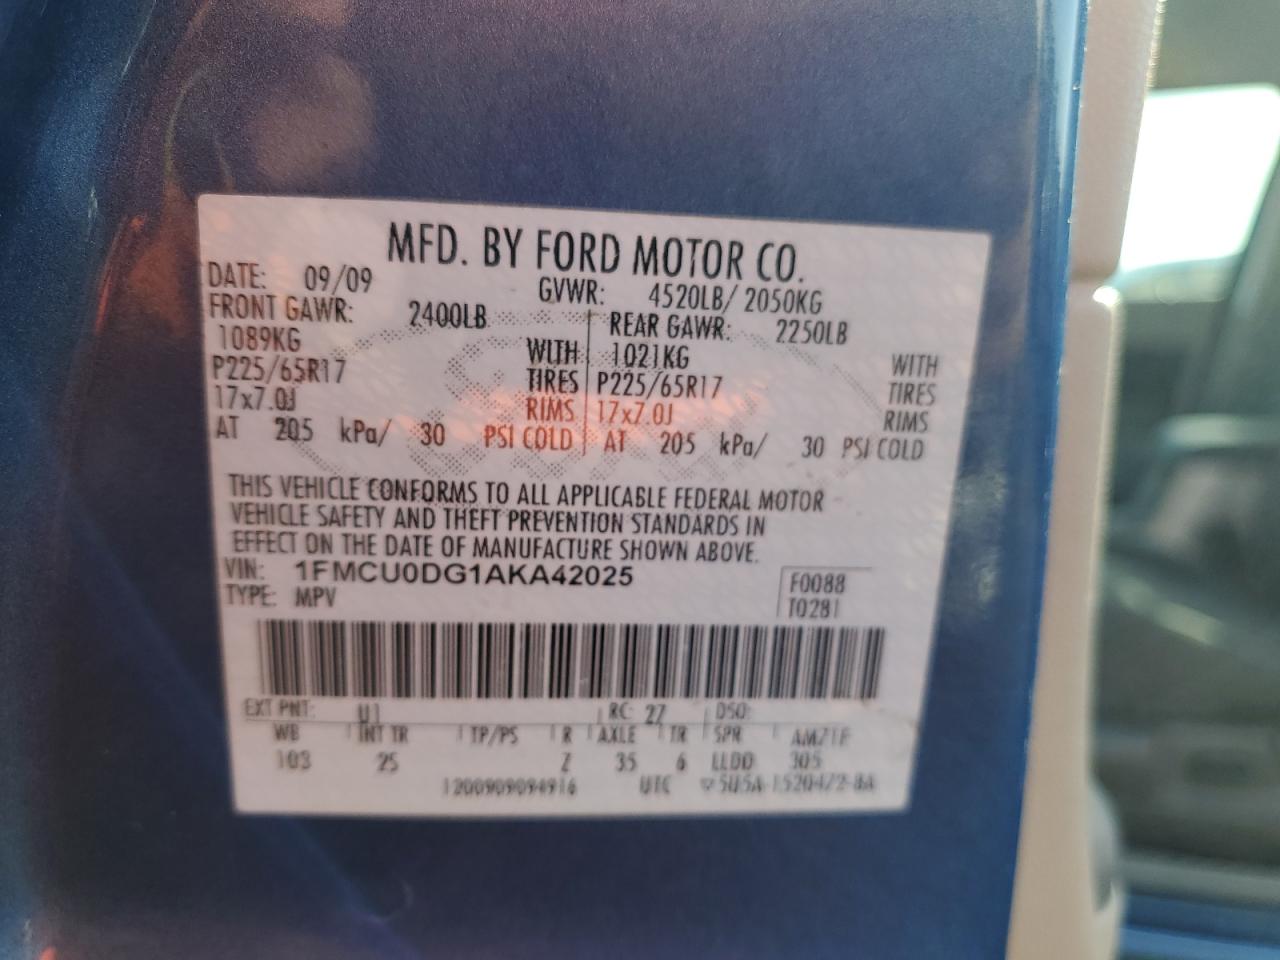 MFD. BY FORD MOTOR CO.
DATE: 09/09 GVWR: 4520LB/ 2050KG
FRONT GAWR: 2400LB REAR GAWR: 2250LB
1089KG WITH 1021KG WITH
P225/65R17 TIRES P225/65R17 TIRES
17x7.0J RIMS 17x7.0J RIMS
AT 205 kPa/ 30 PSI COLD AT 205 kPa/ 30 PSI COLD
THIS VEHICLE CONFORMS TO ALL APPLICABLE FEDERAL MOTOR
VEHICLE SAFETY AND THEFT PREVENTION STANDARDS IN
EFFECT ON THE DATE OF MANUFACTURE SHOWN ABOVE.
VIN: 1FMCU0DG1AKA42025
F0088
TYPE: MPV
T0281
EXT PNT: U1 RC: 27 DSO:
WB INT TR TP/PS R AXLE TR SPR
103 25 Z 35 6 LLDD 305
1200909094916 UTC